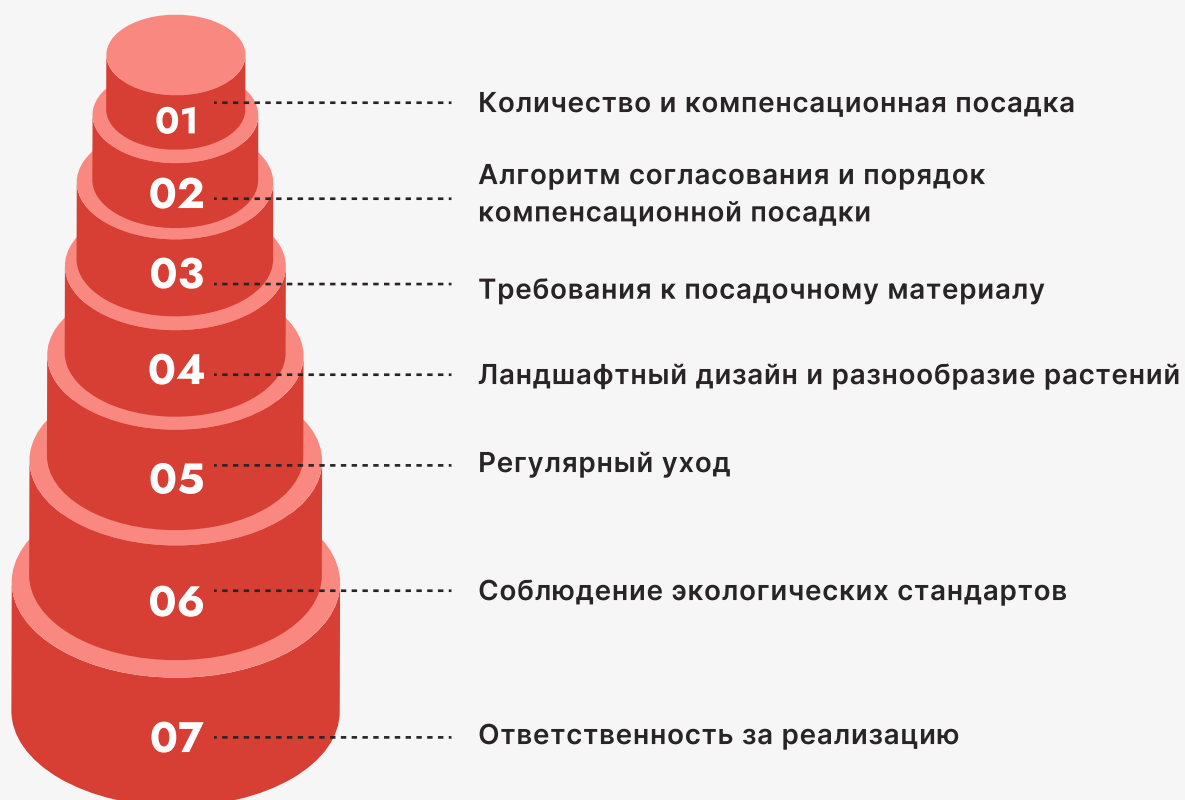 01
Количество и компенсационная посадка
02
Алгоритм согласования и порядок
компенсационной посадки
03
Требования к посадочному материалу
04
Ландшафтный дизайн и разнообразие растений
05
Регулярный уход
06
Соблюдение экологических стандартов
07
Ответственность за реализацию